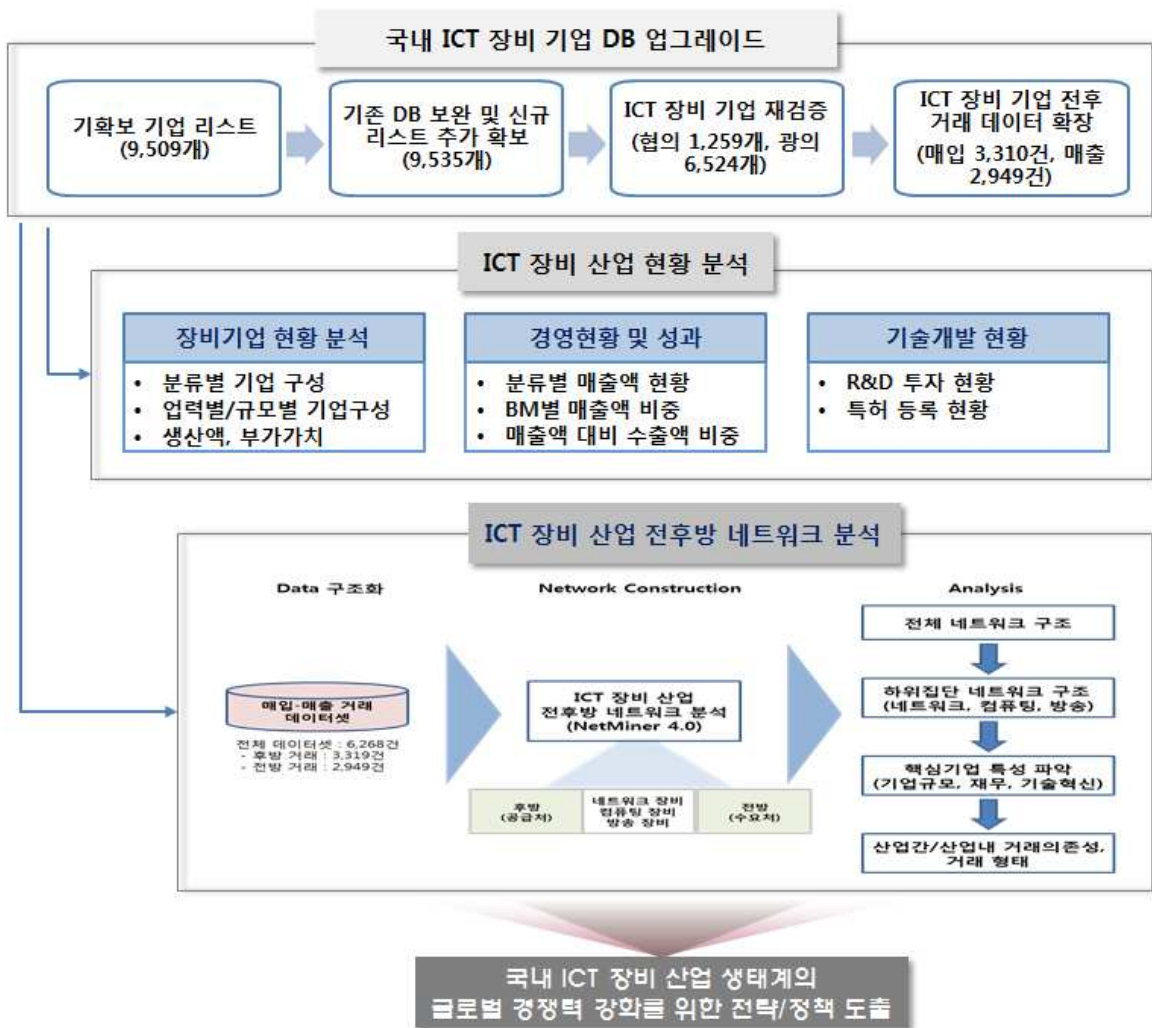 국내 ICT 장비 기업 DB 업그레이드
기확보 기업 리스트
(9,509개)
기존 DB 보완 및 신규
리스트 추가 확보
(9,535개)
ICT 장비 기업 재검증
(협의 1,259개, 광의
6,524개)
ICT 장비 기업 전후
거래 데이터 확장
(매입 3,310건, 매출
2,949건)
ICT 장비 산업 현황 분석
장비기업 현황 분석
• 분류별 기업 구성
• 업력별/규모별 기업구성
• 생산액, 부가가치
경영현황 및 성과
• 분류별 매출액 현황
• BM별 매출액 비중
• 매출액 대비 수출액 비중
기술개발 현황
• R&D 투자 현황
• 특허 등록 현황
ICT 장비 산업 전후방 네트워크 분석
Data 구조화
매입-매출 거래
데이터셋
전체 데이터셋 : 6,268건
- 후방 거래 : 3,319건
- 전방 거래 : 2,949건
Network Construction
ICT 장비 산업
전후방 네트워크 분석
(NetMiner 4.0)
후방
(공급처)
네트워크 장비
컴퓨팅 장비
방송 장비
전방
(수요처)
Analysis
전체 네트워크 구조
하위집단 네트워크 구조
(네트워크, 컴퓨팅, 방송)
핵심기업 특성 파악
(기업규모, 재무, 기술혁신)
산업간/산업내 거래의존성,
거래 형태
국내 ICT 장비 산업 생태계의
글로벌 경쟁력 강화를 위한 전략/정책 도출